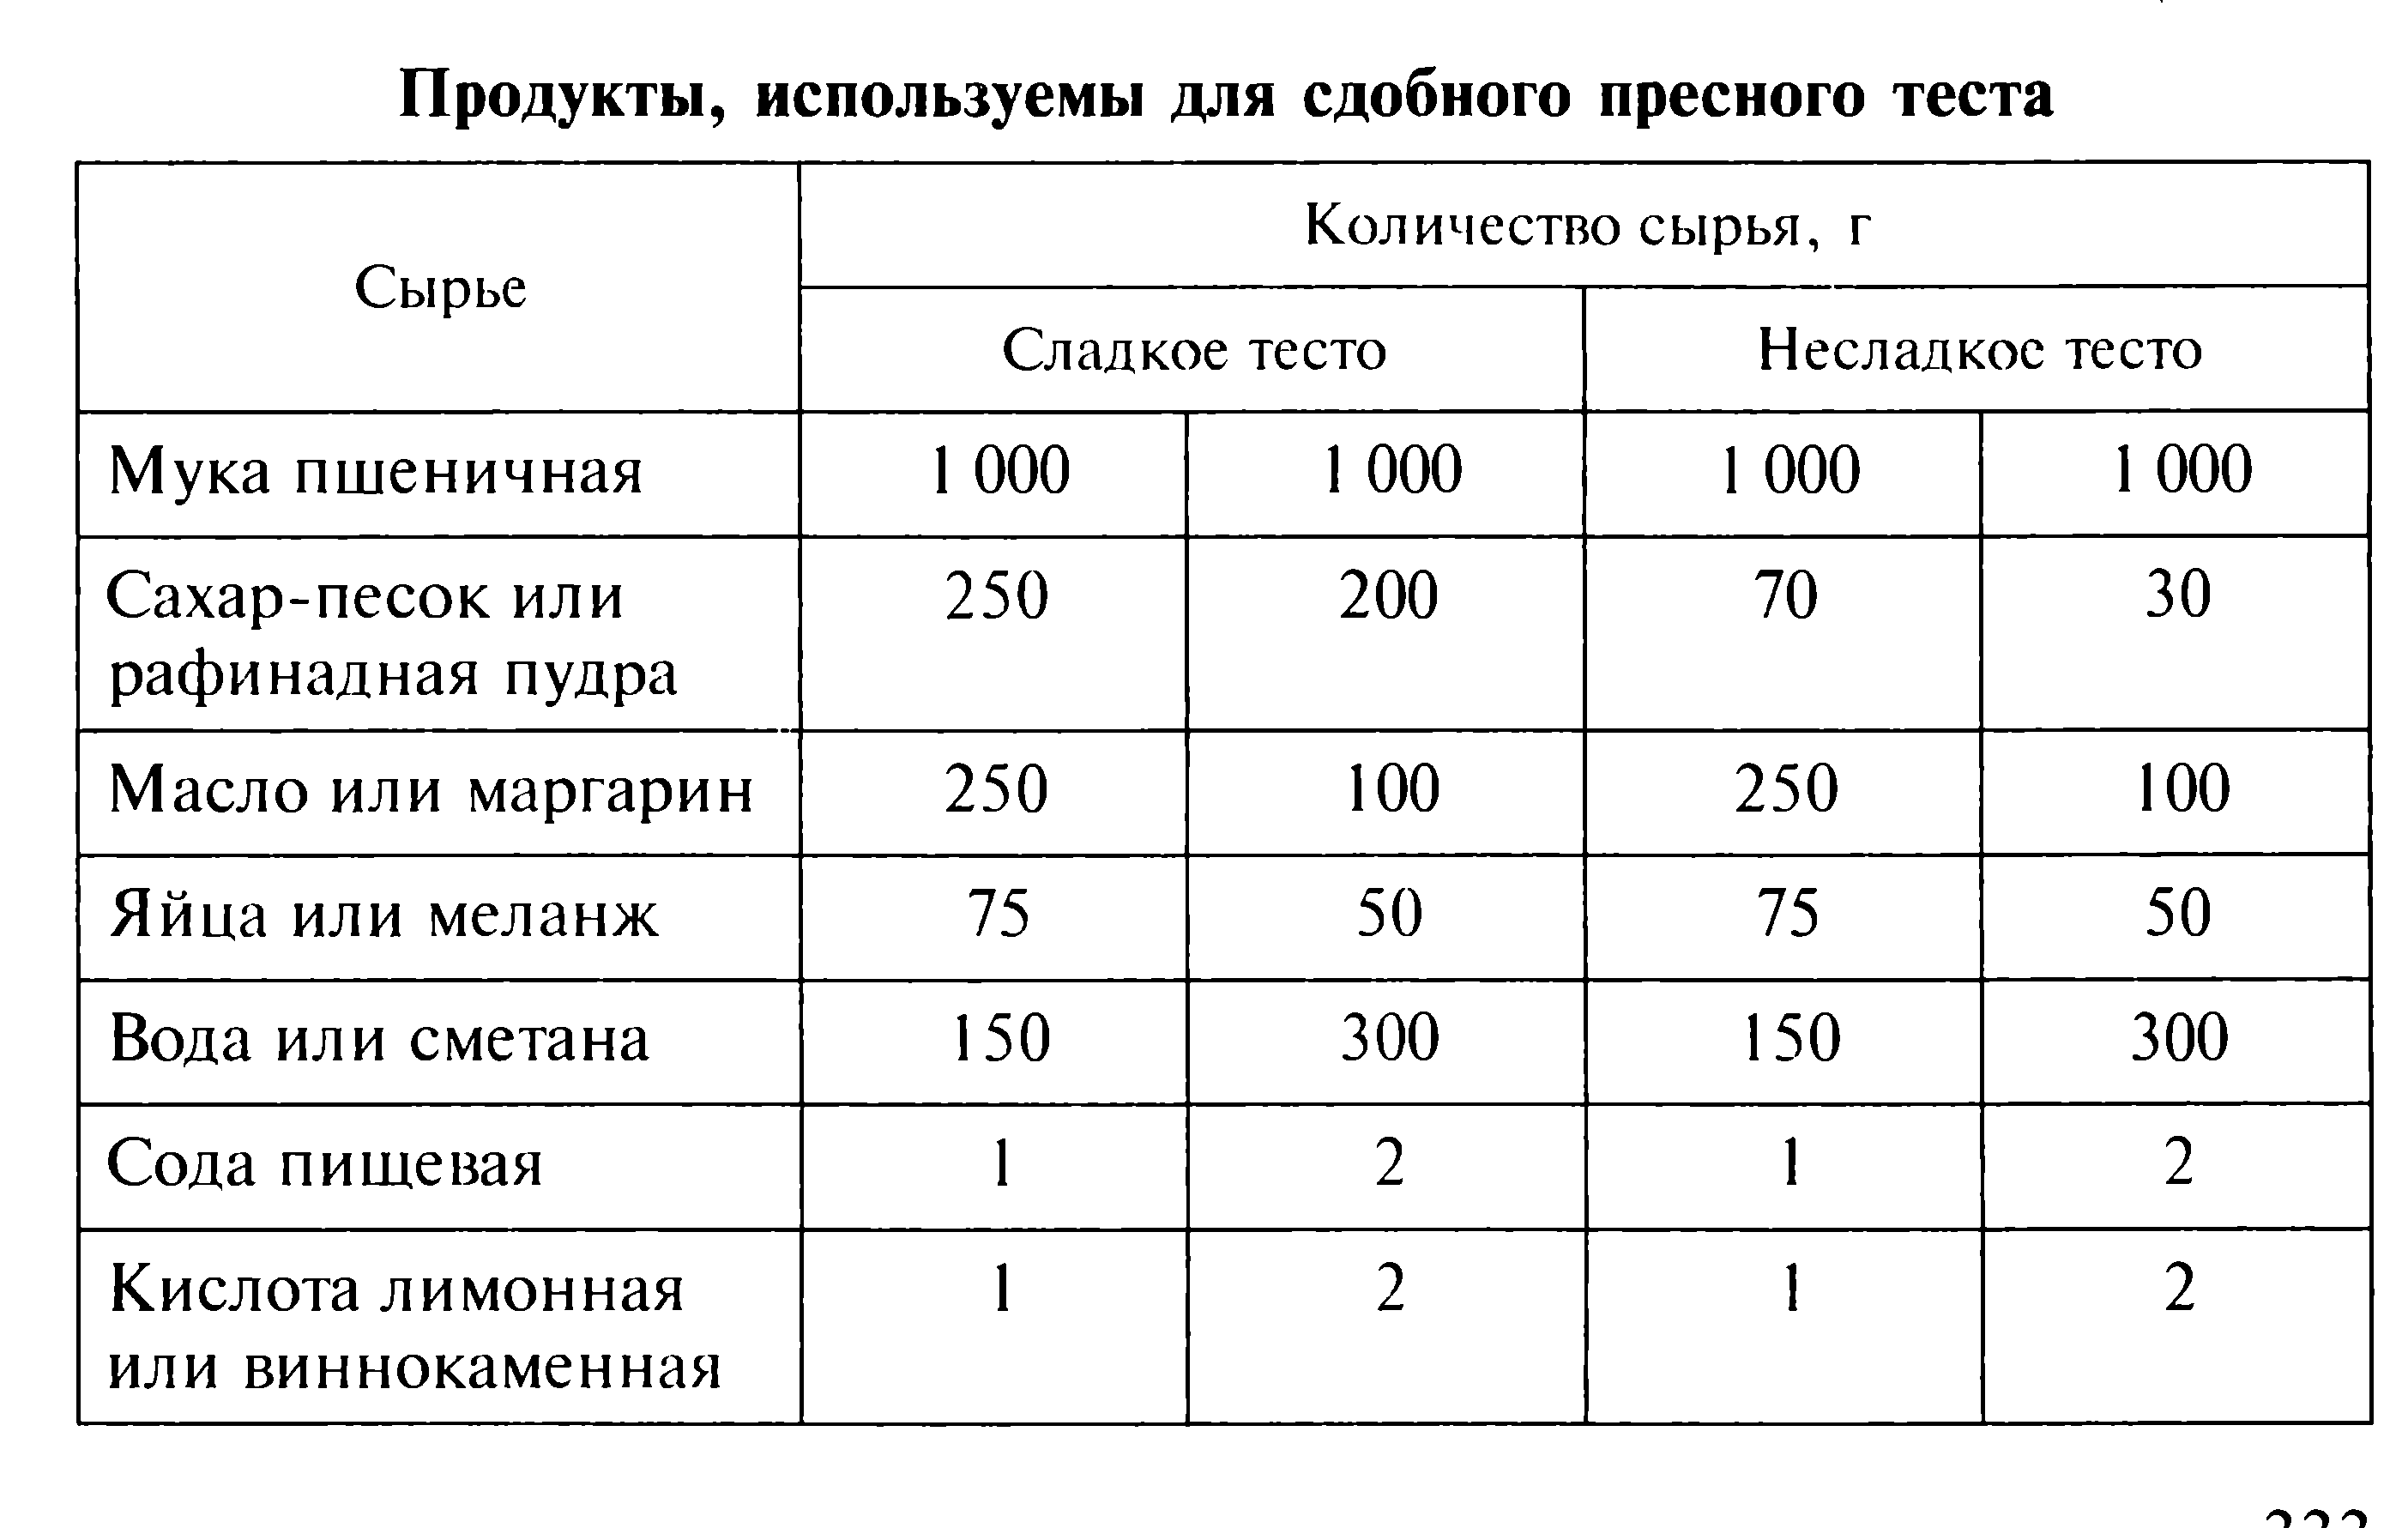 Продукты, используемы для сдобного пресного теста
Сырье
Количество сырья, г
Сладкое тесто
Несладкое тесто
Мука пшеничная 1 000 1 000 1 000 1 000
Сахар-песок или
рафинадная пудра 250 200 70 30
Масло или маргарин 250 100 250 100
Яйца или меланж 75 50 75 50
Вода или сметана 150 300 150 300
Сода пищевая 1 2 1 2
Кислота лимонная
или виннокаменная 1 2 1 2